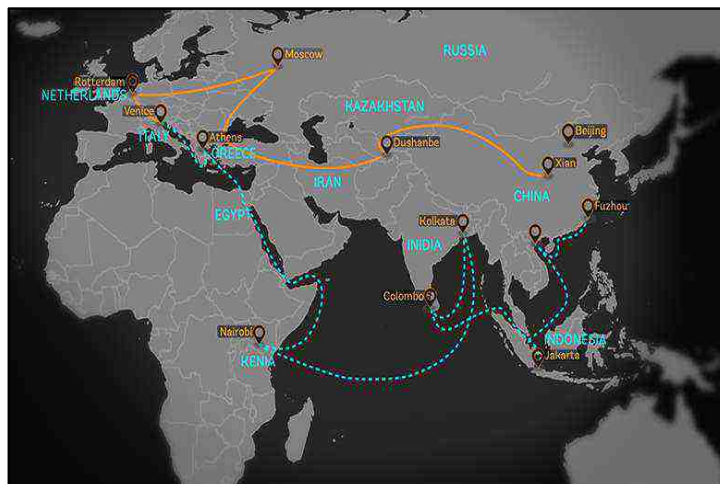 Moscow
RUSSIA
Rotterdam
NETHERLANDS
KAZAKHSTAN
Venice
ITALY
Athens
GREECE
Dushanbe
Beijing
Xian
IRAN
CHINA
EGYPT
Kolkata
Fuzhou
INIDIA
Colombo
Nairobi
KENIA
INDONESIA
Jakarta